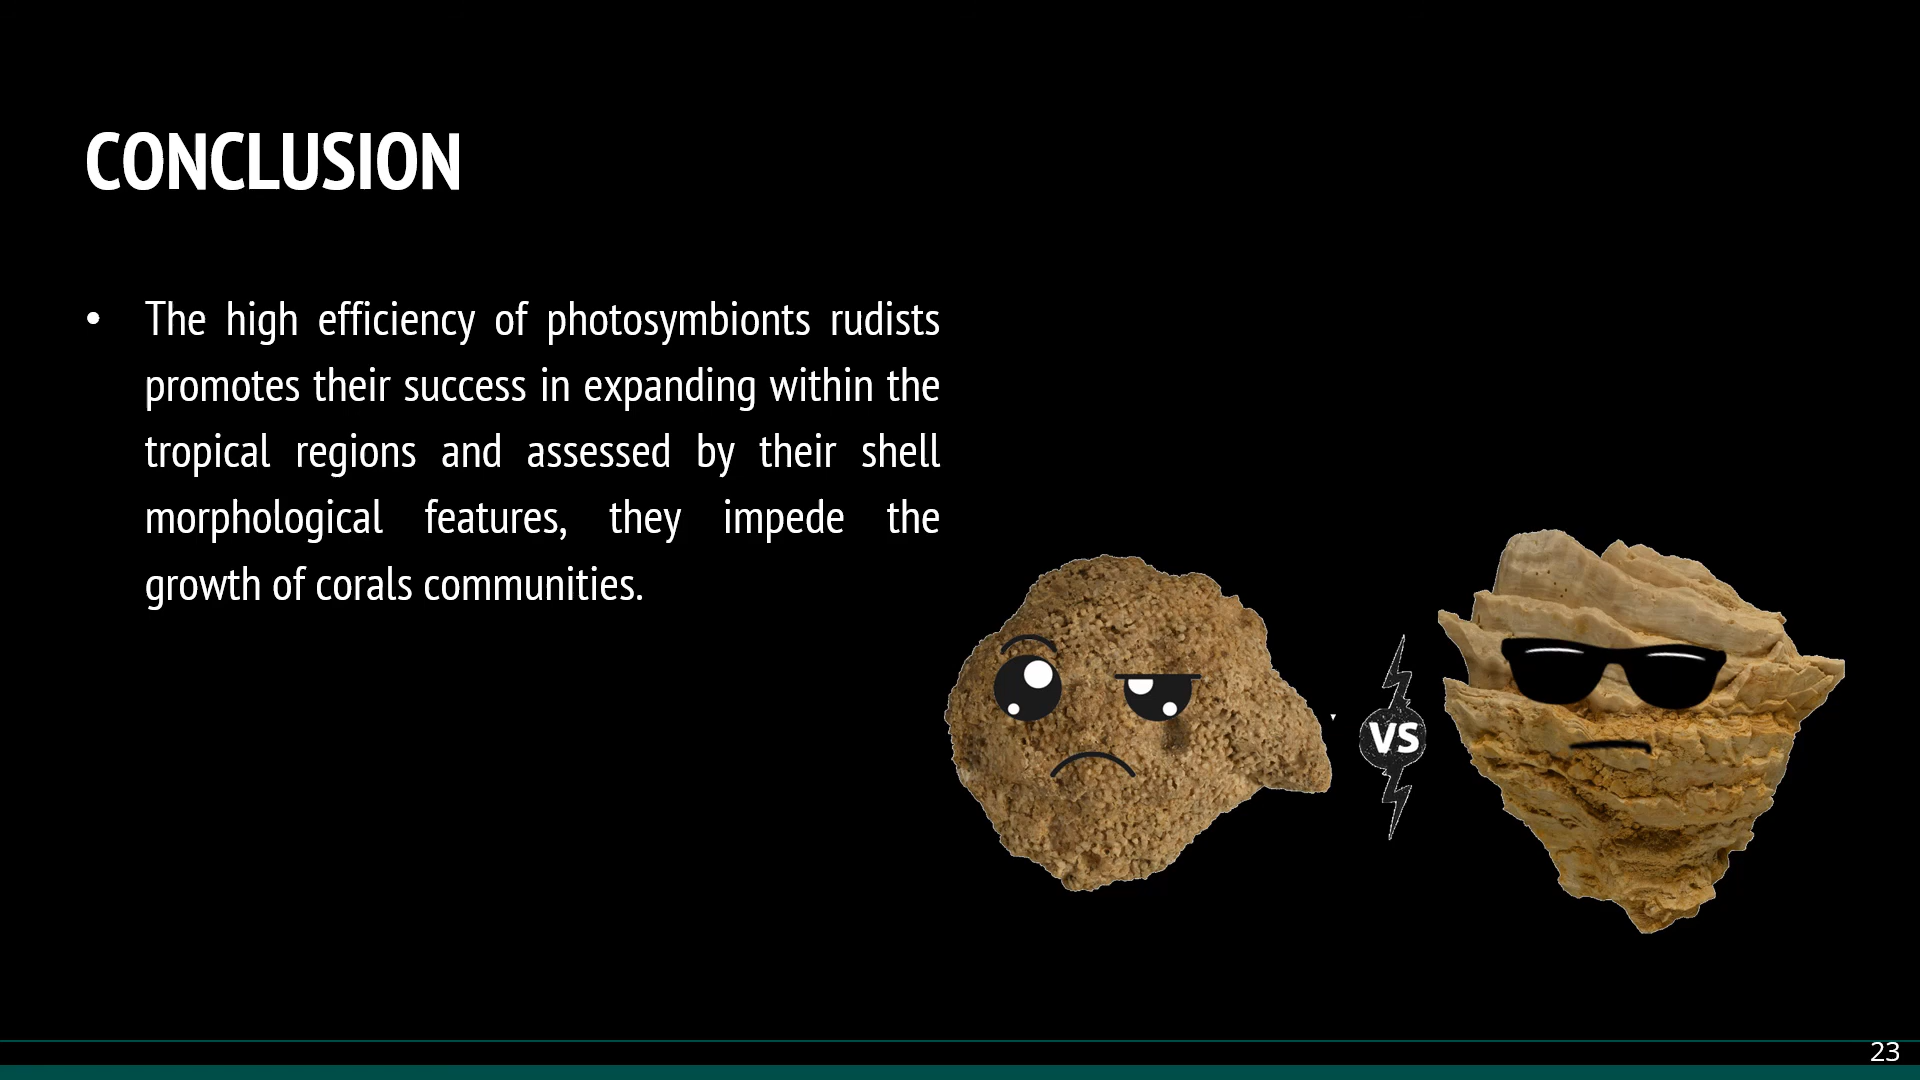 CONCLUSION
• The high efficiency of photosymbionts rudists
promotes their success in expanding within the
tropical regions and assessed by their shell
morphological features, they impede the
growth of corals communities.
VS
23